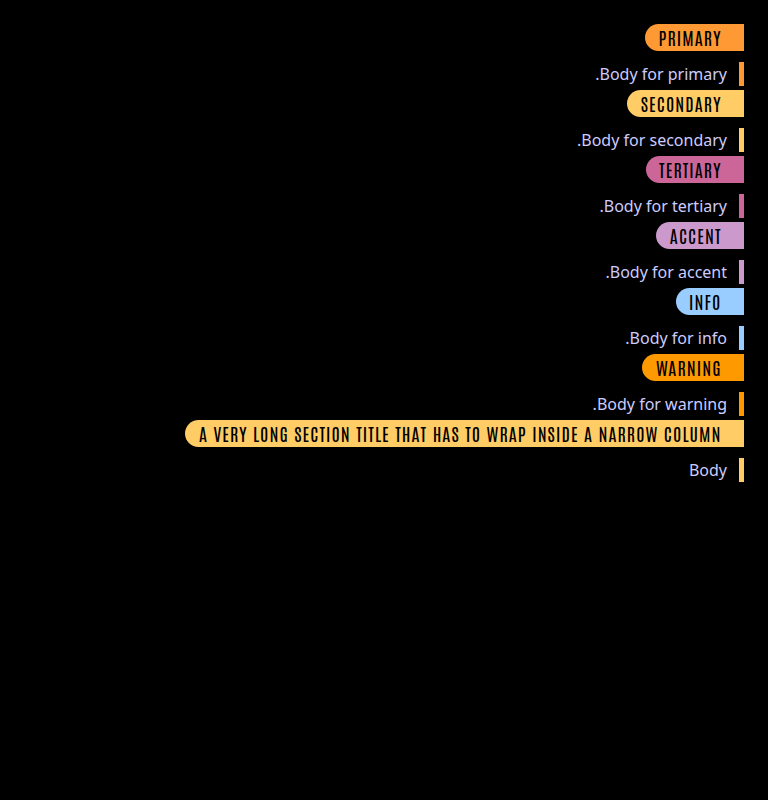 PRIMARY
.Body for primary
SECONDARY
.Body for secondary
TERTIARY
.Body for tertiary
ACCENT
.Body for accent
INFO
.Body for info
WARNING
.Body for warning
A VERY LONG SECTION TITLE THAT HAS TO WRAP INSIDE A NARROW COLUMN
Body